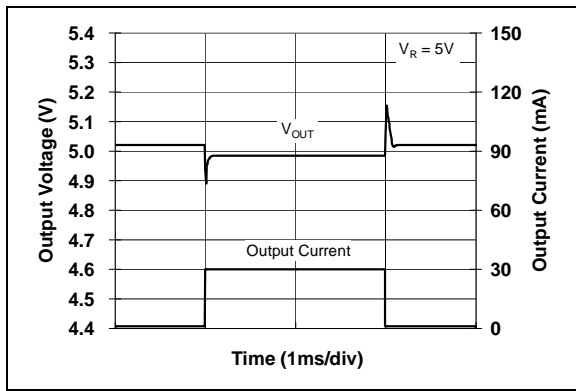 Output Voltage (V)
5.4
5.3
5.2
5.1
5.0
4.9
4.8
4.7
4.6
4.5
4.4
V_R = 5V
V_OUT
Output Current
150
120
90
60
30
0
Output Current (mA)
Time (1ms/div)